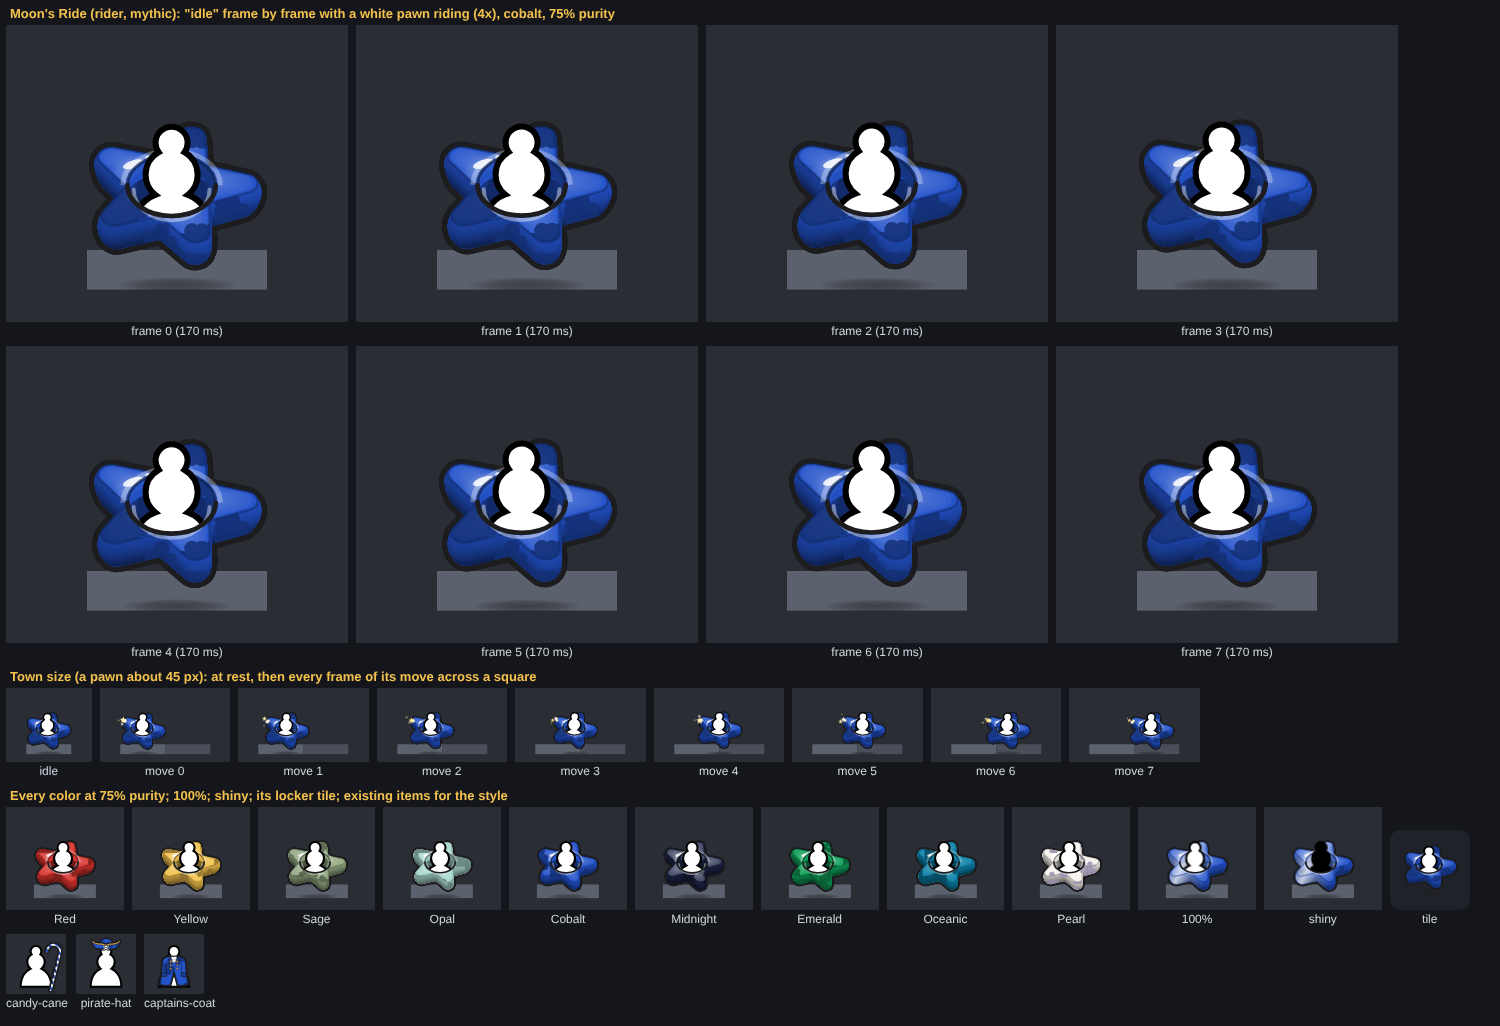 Moon's Ride (rider, mythic): "idle" frame by frame with a white pawn riding (4x), cobalt, 75% purity
frame 0 (170 ms)
frame 1 (170 ms)
frame 2 (170 ms)
frame 3 (170 ms)
frame 4 (170 ms)
frame 5 (170 ms)
frame 6 (170 ms)
frame 7 (170 ms)
Town size (a pawn about 45 px): at rest, then every frame of its move across a square
idle
move 0
move 1
move 2
move 3
move 4
move 5
move 6
move 7
Every color at 75% purity; 100%; shiny; its locker tile; existing items for the style
Red
Yellow
Sage
Opal
Cobalt
Midnight
Emerald
Oceanic
Pearl
100%
shiny
tile
candy-cane
pirate-hat
captains-coat